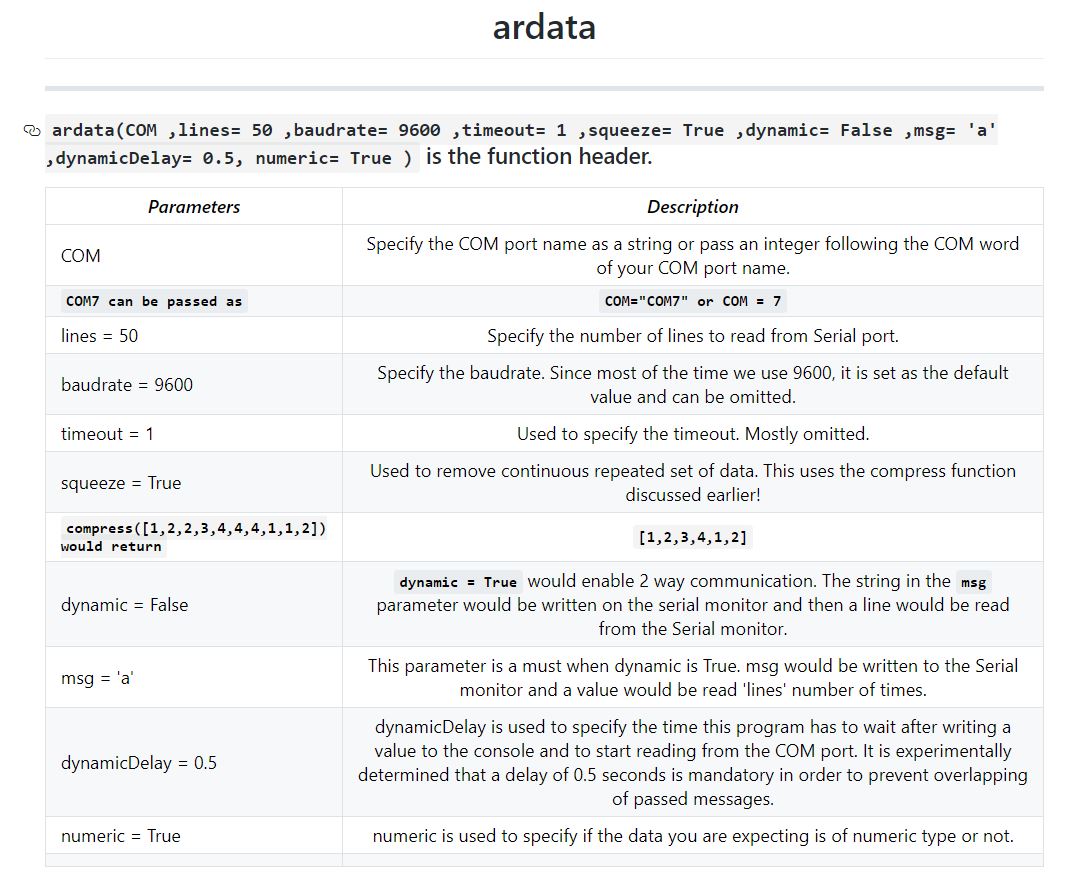 ardata
ardata(COM ,lines= 50 ,baudrate= 9600 ,timeout= 1 ,squeeze= True ,dynamic= False ,msg= 'a'
,dynamicDelay= 0.5, numeric= True ) is the function header.
Parameters Description
COM
Specify the COM port name as a string or pass an integer following the COM word
of your COM port name.
COM7 can be passed as COM="COM7" or COM = 7
lines = 50 Specify the number of lines to read from Serial port.
baudrate = 9600
Specify the baudrate. Since most of the time we use 9600, it is set as the default
value and can be omitted.
timeout = 1 Used to specify the timeout. Mostly omitted.
squeeze = True
Used to remove continuous repeated set of data. This uses the compress function
discussed earlier!
compress([1,2,2,3,4,4,4,1,1,2])
would return
[1,2,3,4,1,2]
dynamic = False
dynamic = True would enable 2 way communication. The string in the msg
parameter would be written on the serial monitor and then a line would be read
from the Serial monitor.
msg = 'a'
This parameter is a must when dynamic is True. msg would be written to the Serial
monitor and a value would be read 'lines' number of times.
dynamicDelay = 0.5
dynamicDelay is used to specify the time this program has to wait after writing a
value to the console and to start reading from the COM port. It is experimentally
determined that a delay of 0.5 seconds is mandatory in order to prevent overlapping
of passed messages.
numeric = True numeric is used to specify if the data you are expecting is of numeric type or not.